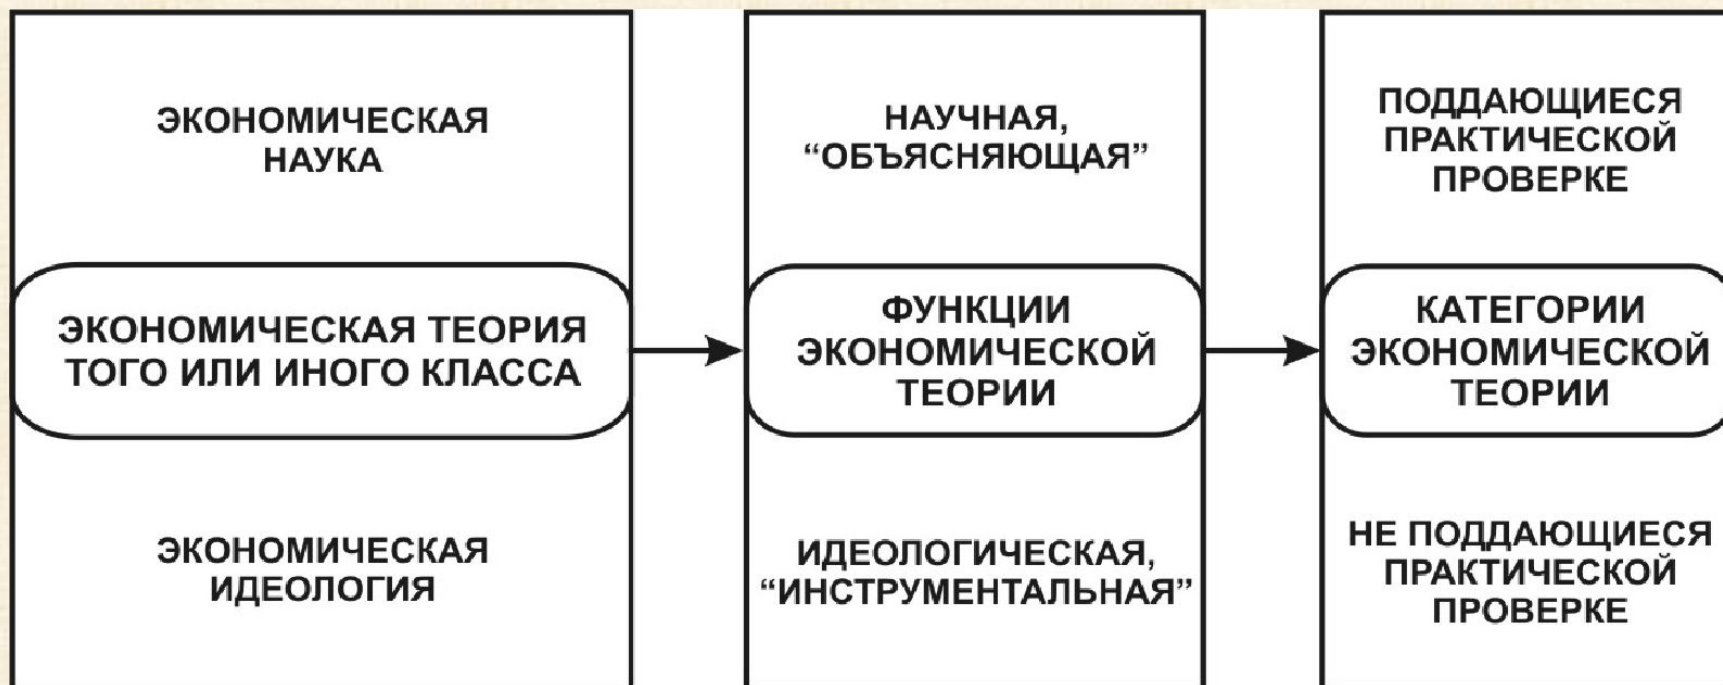 ЭКОНОМИЧЕСКАЯ
НАУКА
ЭКОНОМИЧЕСКАЯ ТЕОРИЯ
ТОГО ИЛИ ИНОГО КЛАССА
ЭКОНОМИЧЕСКАЯ
ИДЕОЛОГИЯ
НАУЧНАЯ,
“ОБЪЯСНЯЮЩАЯ”
ФУНКЦИИ
ЭКОНОМИЧЕСКОЙ
ТЕОРИИ
ИДЕОЛОГИЧЕСКАЯ,
“ИНСТРУМЕНТАЛЬНАЯ”
ПОДДАЮЩИЕСЯ
ПРАКТИЧЕСКОЙ
ПРОВЕРКЕ
КАТЕГОРИИ
ЭКОНОМИЧЕСКОЙ
ТЕОРИИ
НЕ ПОДДАЮЩИЕСЯ
ПРАКТИЧЕСКОЙ
ПРОВЕРКЕ